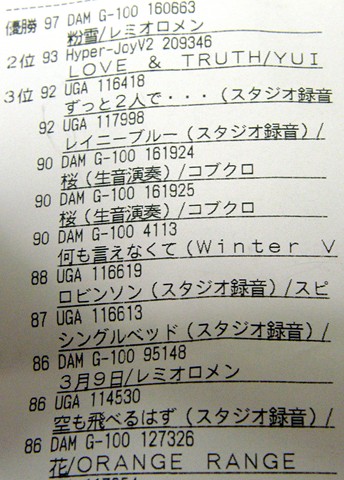 優勝 97 DAM G-100 160663
粉雪/レミオロメン
2位 93 Hyper-JoyV2 209346
LOVE & TRUTH/YUI
3位 92 UGA 116418
ずっと2人で・・・(スタジオ録音
92 UGA 117998
レイニーブルー(スタジオ録音)/
90 DAM G-100 161924
桜(生音演奏)/コブクロ
90 DAM G-100 161925
桜(生音演奏)/コブクロ
90 DAM G-100 4113
何も言えなくて(Winter V
88 UGA 116619
ロビンソン(スタジオ録音)/スピ
87 UGA 116613
シングルベッド(スタジオ録音)/
86 DAM G-100 95148
3月9日/レミオロメン
86 UGA 114530
空も飛べるはず(スタジオ録音)/
86 DAM G-100 127326
花/ORANGE RANGE